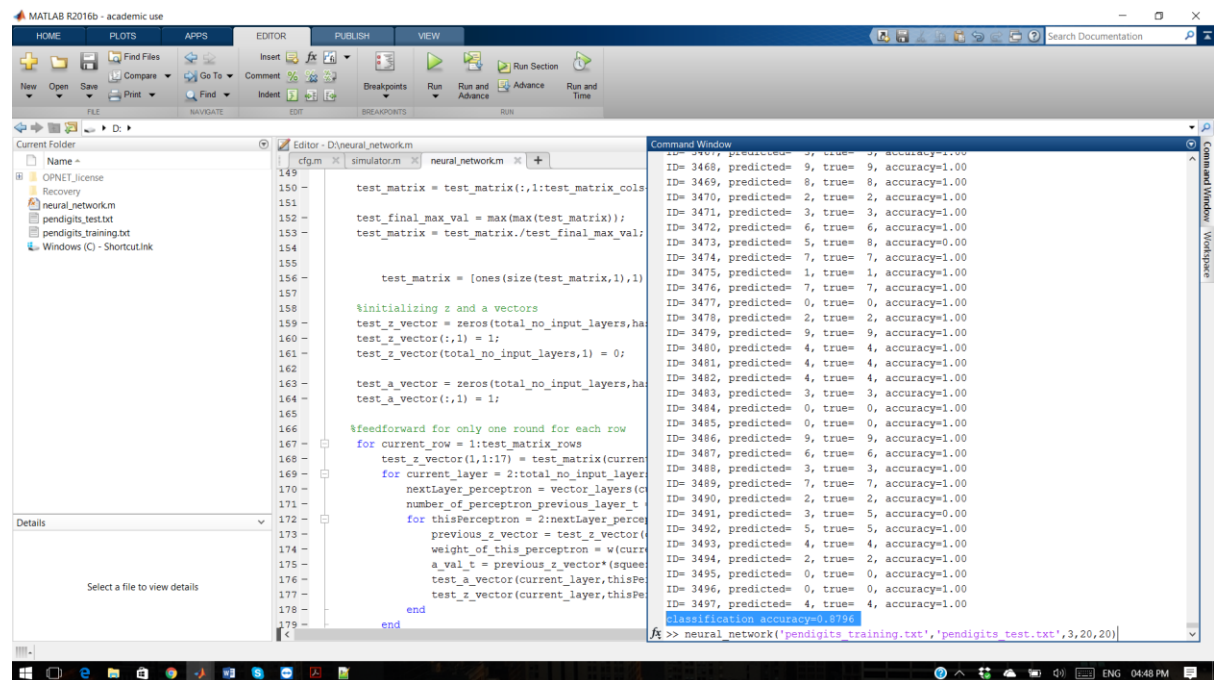 MATLAB R2016b - academic use
HOME PLOTS APPS EDITOR PUBLISH VIEW Search Documentation
New Open Save Find Files Compare Print Go To Find Insert Comment Indent Breakpoints Run Run and Advance Run Section Advance Run and Time
FILE NAVIGATE EDIT BREAKPOINTS RUN
D:
Current Folder
Name
OPNET_license
Recovery
neural_network.m
pendigits_test.txt
pendigits_training.txt
Windows (C) - Shortcut.lnk
Details
Select a file to view details
Editor - D:\neural_network.m
cfg.m simulator.m neural_network.m
149
150 test_matrix = test_matrix(:,1:test_matrix_cols-
151
152 test_final_max_val = max(max(test_matrix));
153 test_matrix = test_matrix./test_final_max_val;
154
155
156 test_matrix = [ones(size(test_matrix,1),1)
157
158 %initializing z and a vectors
159 test_z_vector = zeros(total_no_input_layers,
160 test_z_vector(:,1) = 1;
161 test_z_vector(total_no_input_layers,1) = 0;
162
163 test_a_vector = zeros(total_no_input_layers,
164 test_a_vector(:,1) = 1;
165
166 %feedforward for only one round for each row
167 for current_row = 1:test_matrix_rows
168 test_z_vector(1,1:17) = test_matrix(
169 for current_layer = 2:total_no_input_layers
170 nextLayer_perceptron = vector_layers(
171 number_of_perceptron_previous_layer_t =
172 for thisPerceptron = 2:
173 previous_z_vector = test_z_vector(
174 weight_of_this_perceptron = w(
175 a_val_t = previous_z_vector*(
176 test_a_vector(current_layer,
177 test_z_vector(current_layer,
178 end
179 end
Command Window
ID= 3467, predicted= 5, true= 5, accuracy=1.00
ID= 3468, predicted= 9, true= 9, accuracy=1.00
ID= 3469, predicted= 8, true= 8, accuracy=1.00
ID= 3470, predicted= 2, true= 2, accuracy=1.00
ID= 3471, predicted= 3, true= 3, accuracy=1.00
ID= 3472, predicted= 6, true= 6, accuracy=1.00
ID= 3473, predicted= 5, true= 8, accuracy=0.00
ID= 3474, predicted= 7, true= 7, accuracy=1.00
ID= 3475, predicted= 1, true= 1, accuracy=1.00
ID= 3476, predicted= 7, true= 7, accuracy=1.00
ID= 3477, predicted= 0, true= 0, accuracy=1.00
ID= 3478, predicted= 2, true= 2, accuracy=1.00
ID= 3479, predicted= 9, true= 9, accuracy=1.00
ID= 3480, predicted= 4, true= 4, accuracy=1.00
ID= 3481, predicted= 4, true= 4, accuracy=1.00
ID= 3482, predicted= 4, true= 4, accuracy=1.00
ID= 3483, predicted= 3, true= 3, accuracy=1.00
ID= 3484, predicted= 0, true= 0, accuracy=1.00
ID= 3485, predicted= 0, true= 0, accuracy=1.00
ID= 3486, predicted= 9, true= 9, accuracy=1.00
ID= 3487, predicted= 6, true= 6, accuracy=1.00
ID= 3488, predicted= 3, true= 3, accuracy=1.00
ID= 3489, predicted= 7, true= 7, accuracy=1.00
ID= 3490, predicted= 2, true= 2, accuracy=1.00
ID= 3491, predicted= 3, true= 5, accuracy=0.00
ID= 3492, predicted= 5, true= 5, accuracy=1.00
ID= 3493, predicted= 4, true= 4, accuracy=1.00
ID= 3494, predicted= 2, true= 2, accuracy=1.00
ID= 3495, predicted= 0, true= 0, accuracy=1.00
ID= 3496, predicted= 0, true= 0, accuracy=1.00
ID= 3497, predicted= 4, true= 4, accuracy=1.00
classification accuracy=0.8796
fx >> neural_network('pendigits_training.txt','pendigits_test.txt',3,20,20)
Command Window
Workspace
ENG 04:48 PM